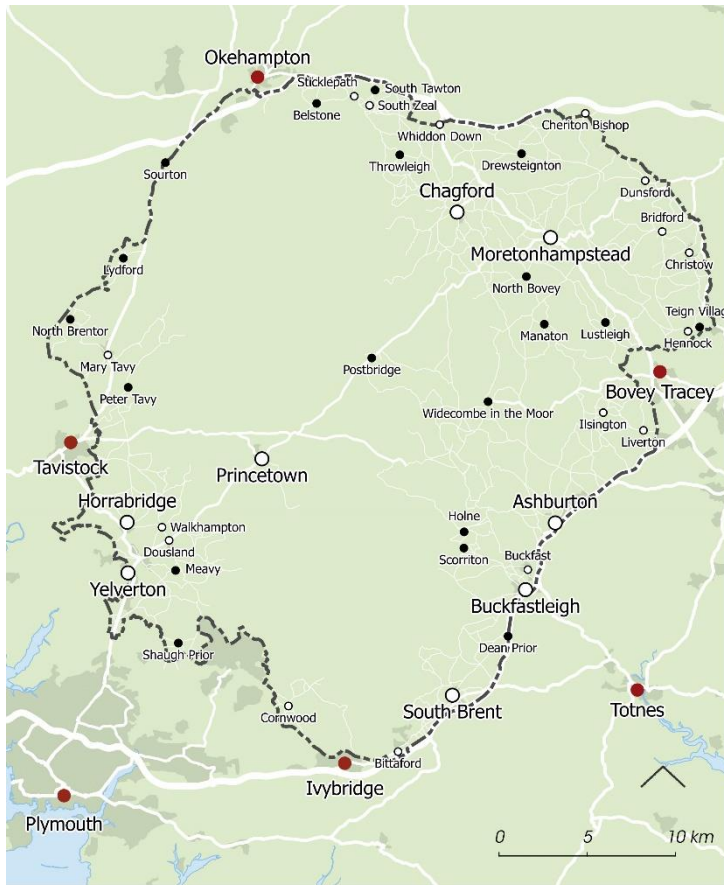 Okehampton
Sticklepath
South Tawton
South Zeal
Belstone
Whiddon Down
Cheriton Bishop
Sourton
Throwleigh
Drewsteignton
Dunsford
Chagford
Bridford
Moretonhampstead
Christow
Lydford
North Bovey
Teign Villag
North Brentor
Manaton
Lustleigh
Hennock
Mary Tavy
Postbridge
Peter Tavy
Bovey Tracey
Widecombe in the Moor
Ilsington
Liverton
Tavistock
Princetown
Horrabridge
Ashburton
Walkhampton
Holne
Dousland
Buckfast
Scorriton
Meavy
Yelverton
Buckfastleigh
Shaugh Prior
Dean Prior
South Brent
Totnes
Cornwood
Bittaford
Ivybridge
Plymouth
0 5 10 km